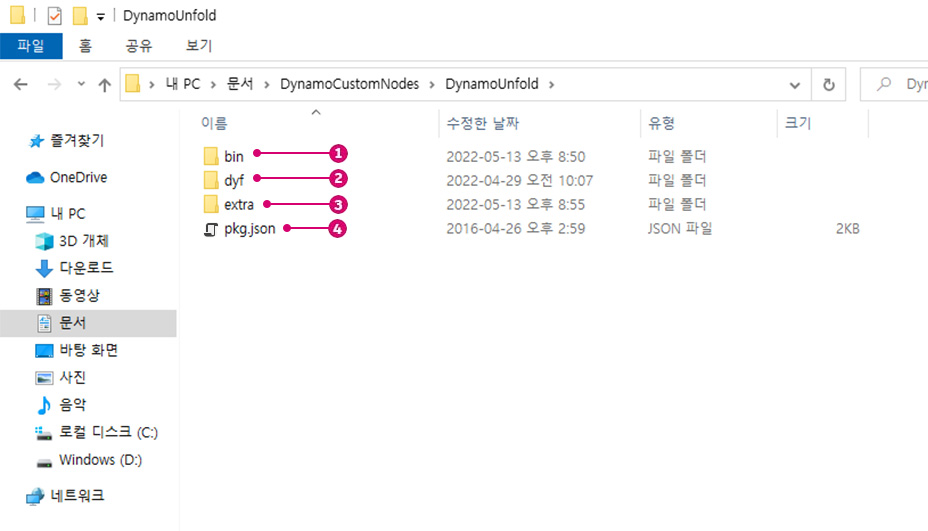 DynamoUnfold
파일 홈 공유 보기
내 PC 문서 DynamoCustomNodes DynamoUnfold Dyn
이름 수정한 날짜 유형 크기
즐겨찾기
OneDrive
내 PC
3D 개체
다운로드
동영상
문서
바탕 화면
사진
음악
로컬 디스크 (C:)
Windows (D:)
네트워크
bin 1 2022-05-13 오후 8:50 파일 폴더
dyf 2 2022-04-29 오전 10:07 파일 폴더
extra 3 2022-05-13 오후 8:55 파일 폴더
pkg.json 4 2016-04-26 오후 2:59 JSON 파일 2KB